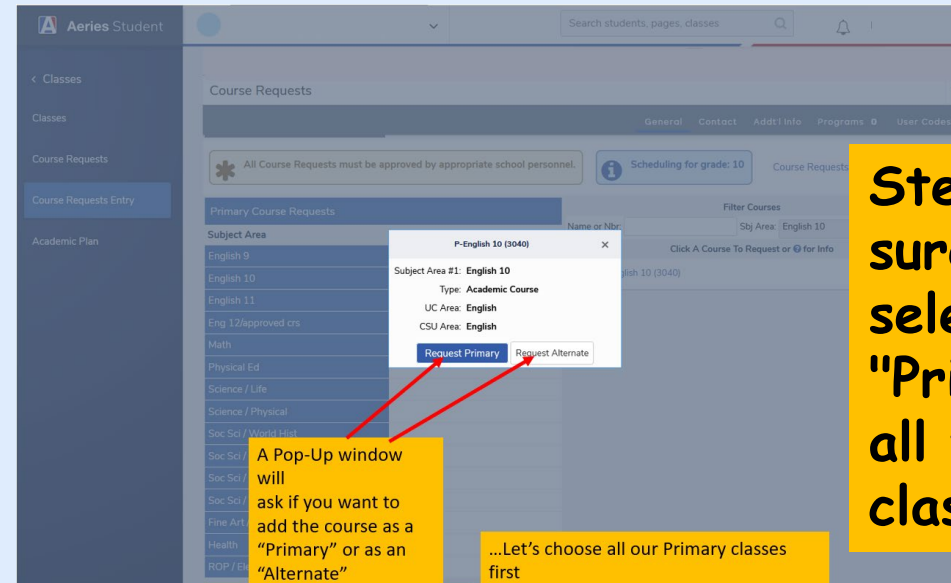 Aeries Student
Search students, pages, classes
< Classes
Classes
Course Requests
Course Requests Entry
Academic Plan
Course Requests
General Contact Addt'l Info Programs 0 User Codes
All Course Requests must be approved by appropriate school personnel.
Scheduling for grade: 10
Course Requests
Primary Course Requests
Subject Area
English 9
English 10
English 11
Eng 12/approved crs
Math
Physical Ed
Science / Life
Science / Physical
Soc Sci / World Hist
Soc Sci /
Soc Sci /
Soc Sci /
Fine Art
Health
ROP / Ele
Filter Courses
Name or Nbr:
Sbj Area: English 10
Click A Course To Request or ? for Info
glish 10 (3040)
P-English 10 (3040) ×
Subject Area #1: English 10
Type: Academic Course
UC Area: English
CSU Area: English
Request Primary Request Alternate
A Pop-Up window
will
ask if you want to
add the course as a
“Primary” or as an
“Alternate”
...Let’s choose all our Primary classes
first
Ste
sur
sele
"Pri
all
clas